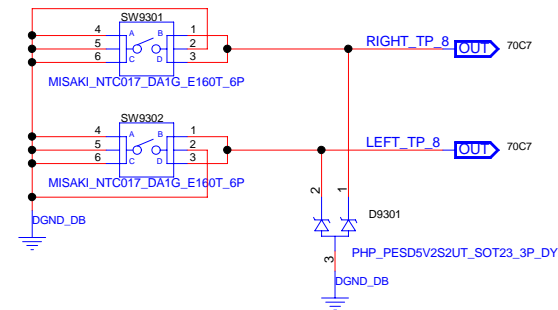 SW9301
4 A B 1
5 2
6 C D 3
MISAKI_NTC017_DA1G_E160T_6P
RIGHT_TP_8 OUT 70C7
SW9302
4 A B 1
5 2
6 C D 3
MISAKI_NTC017_DA1G_E160T_6P
LEFT_TP_8 OUT 70C7
2 1
D9301
DGND_DB
PHP_PESD5V2S2UT_SOT23_3P_DY
3
DGND_DB